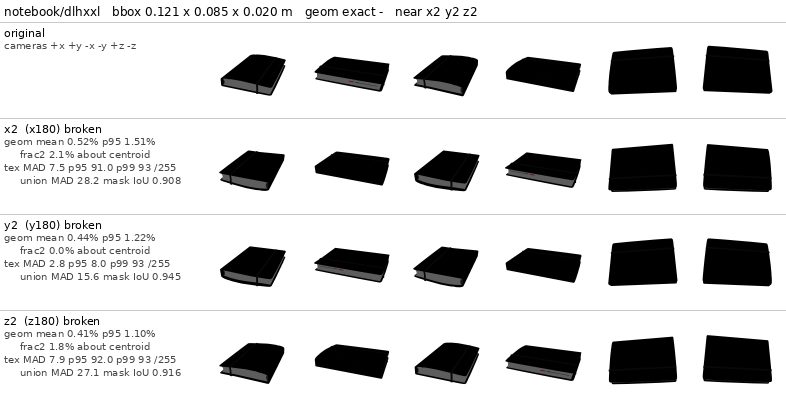 notebook/dlhxxl bbox 0.121 x 0.085 x 0.020 m geom exact - near x2 y2 z2
original
cameras +x +y -x -y +z -z
x2 (x180) broken
geom mean 0.52% p95 1.51%
frac2 2.1% about centroid
tex MAD 7.5 p95 91.0 p99 93 /255
union MAD 28.2 mask IoU 0.908
y2 (y180) broken
geom mean 0.44% p95 1.22%
frac2 0.0% about centroid
tex MAD 2.8 p95 8.0 p99 93 /255
union MAD 15.6 mask IoU 0.945
z2 (z180) broken
geom mean 0.41% p95 1.10%
frac2 1.8% about centroid
tex MAD 7.9 p95 92.0 p99 93 /255
union MAD 27.1 mask IoU 0.916